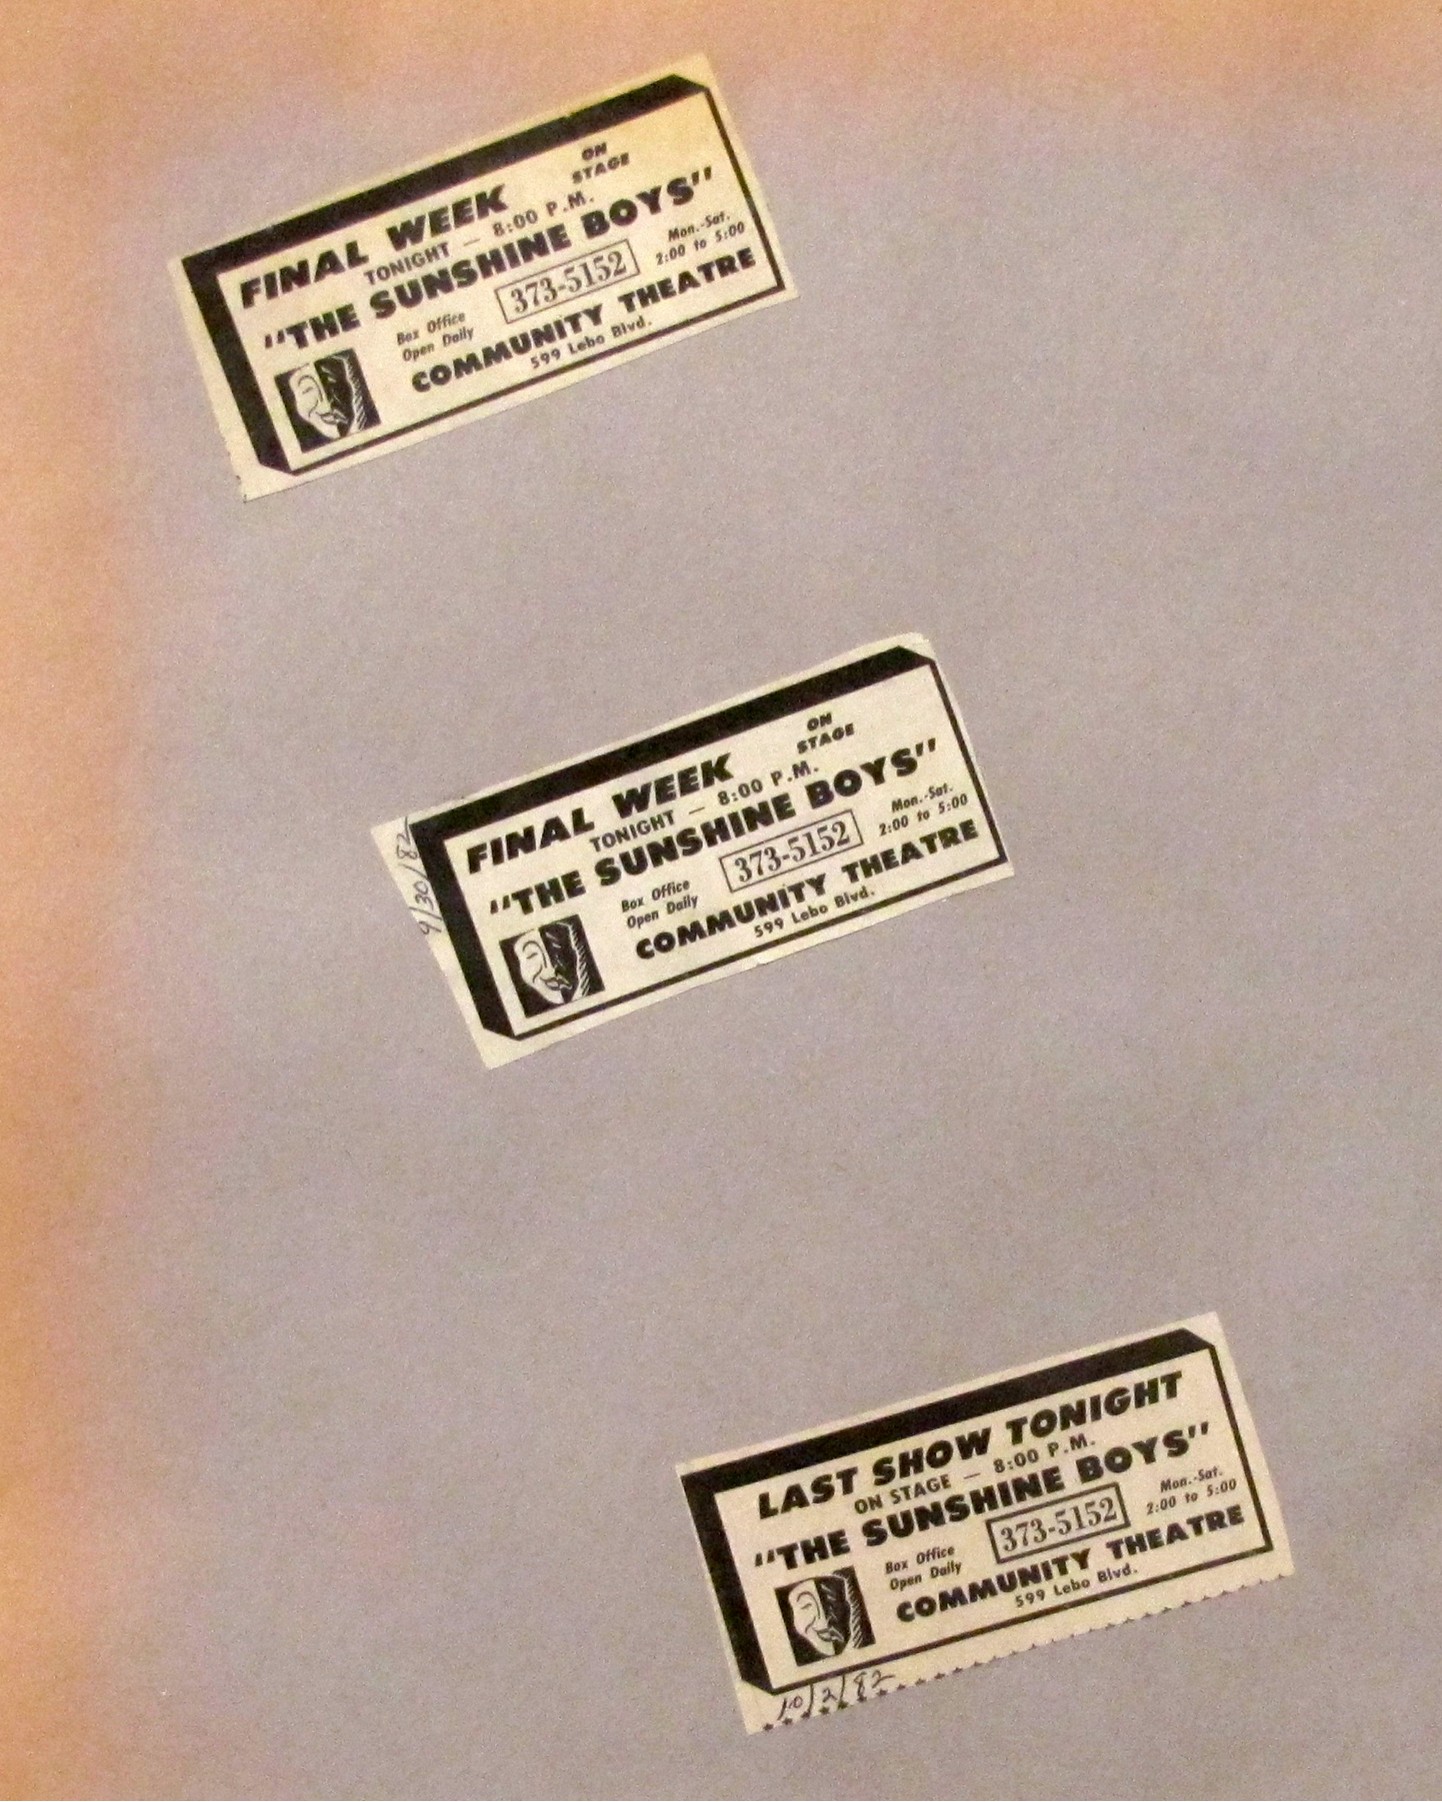 ON
STAGE
FINAL WEEK
TONIGHT — 8:00 P.M.
"THE SUNSHINE BOYS"
Box Office
Open Daily
373-5152
Mon.-Sat.
2:00 to 5:00
COMMUNITY THEATRE
599 Lebo Blvd.
9/30/82
ON
STAGE
FINAL WEEK
TONIGHT — 8:00 P.M.
"THE SUNSHINE BOYS"
Box Office
Open Daily
373-5152
Mon.-Sat.
2:00 to 5:00
COMMUNITY THEATRE
599 Lebo Blvd.
LAST SHOW TONIGHT
ON STAGE — 8:00 P.M.
"THE SUNSHINE BOYS"
Box Office
Open Daily
373-5152
Mon.-Sat.
2:00 to 5:00
COMMUNITY THEATRE
599 Lebo Blvd.
10/2/82